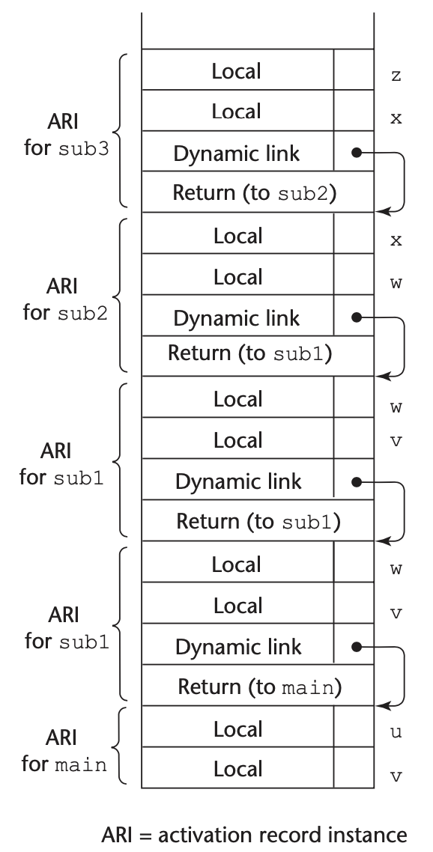 Local z
ARI
for sub3
Local x
Dynamic link
Return (to sub2)
Local x
ARI
for sub2
Local w
Dynamic link
Return (to sub1)
Local w
ARI
for sub1
Local v
Dynamic link
Return (to sub1)
Local w
ARI
for sub1
Local v
Dynamic link
Return (to main)
Local u
ARI
for main
Local v
ARI = activation record instance